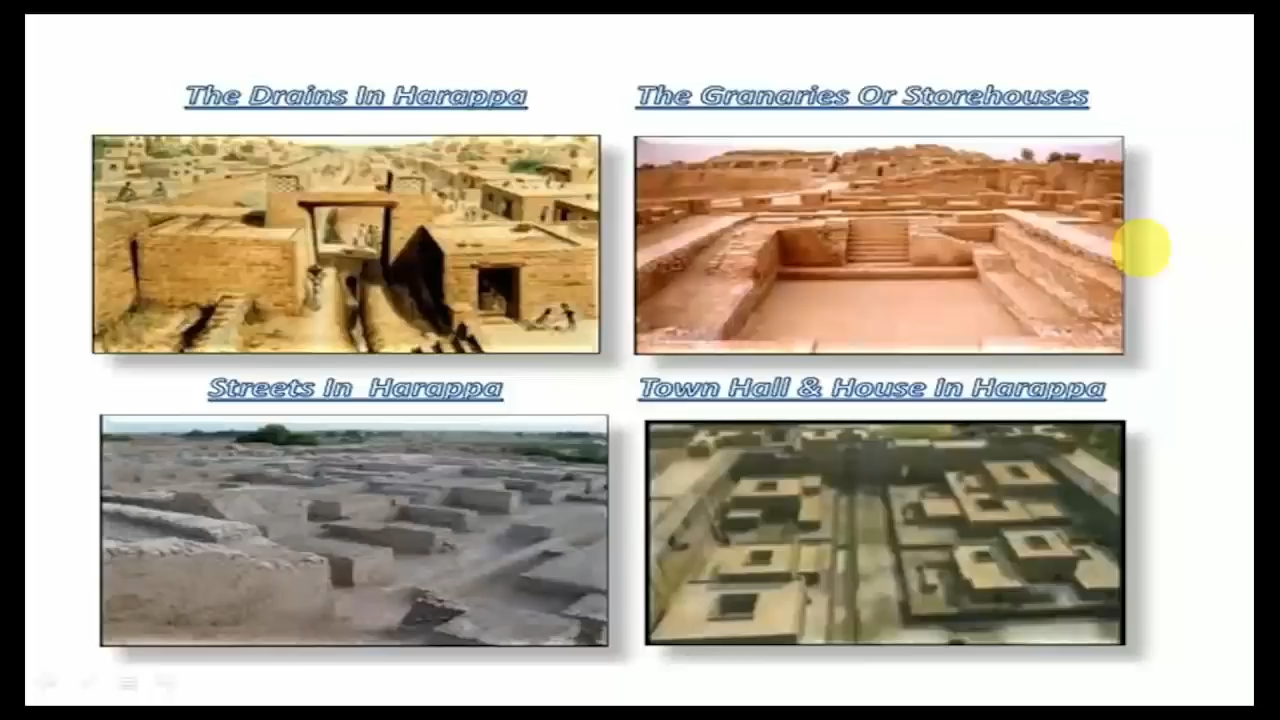 The Drains In Harappa
The Granaries Or Storehouses
Streets In Harappa
Town Hall & House In Harappa